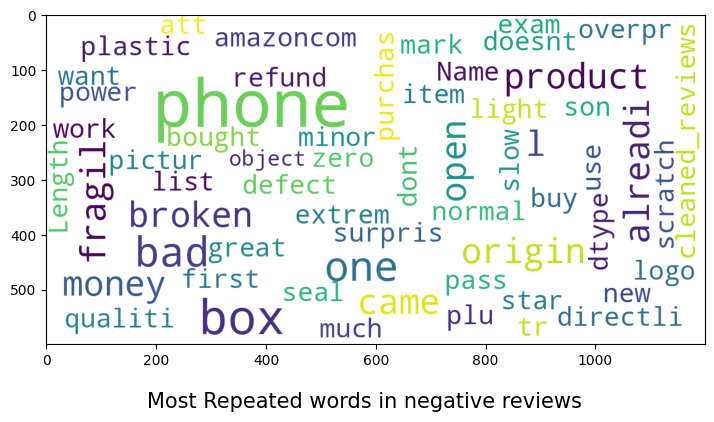 0
100
200
300
400
500
att
amazoncom
exam
overpr
plastic
mark
doesnt
want
refund
purchas
Name
product
power
phone
item
light
son
cleaned_reviews
work
bought
minor
open
slow
l
alreadi
Length
fragil
pictur
object
zero
dont
use
scratch
list
defect
buy
dtype
broken
extrem
normal
bad
great
surpris
origin
money
first
one
pass
logo
seal
came
star
new
qualiti
box
much
plu
tr
directli
0
200
400
600
800
1000
Most Repeated words in negative reviews